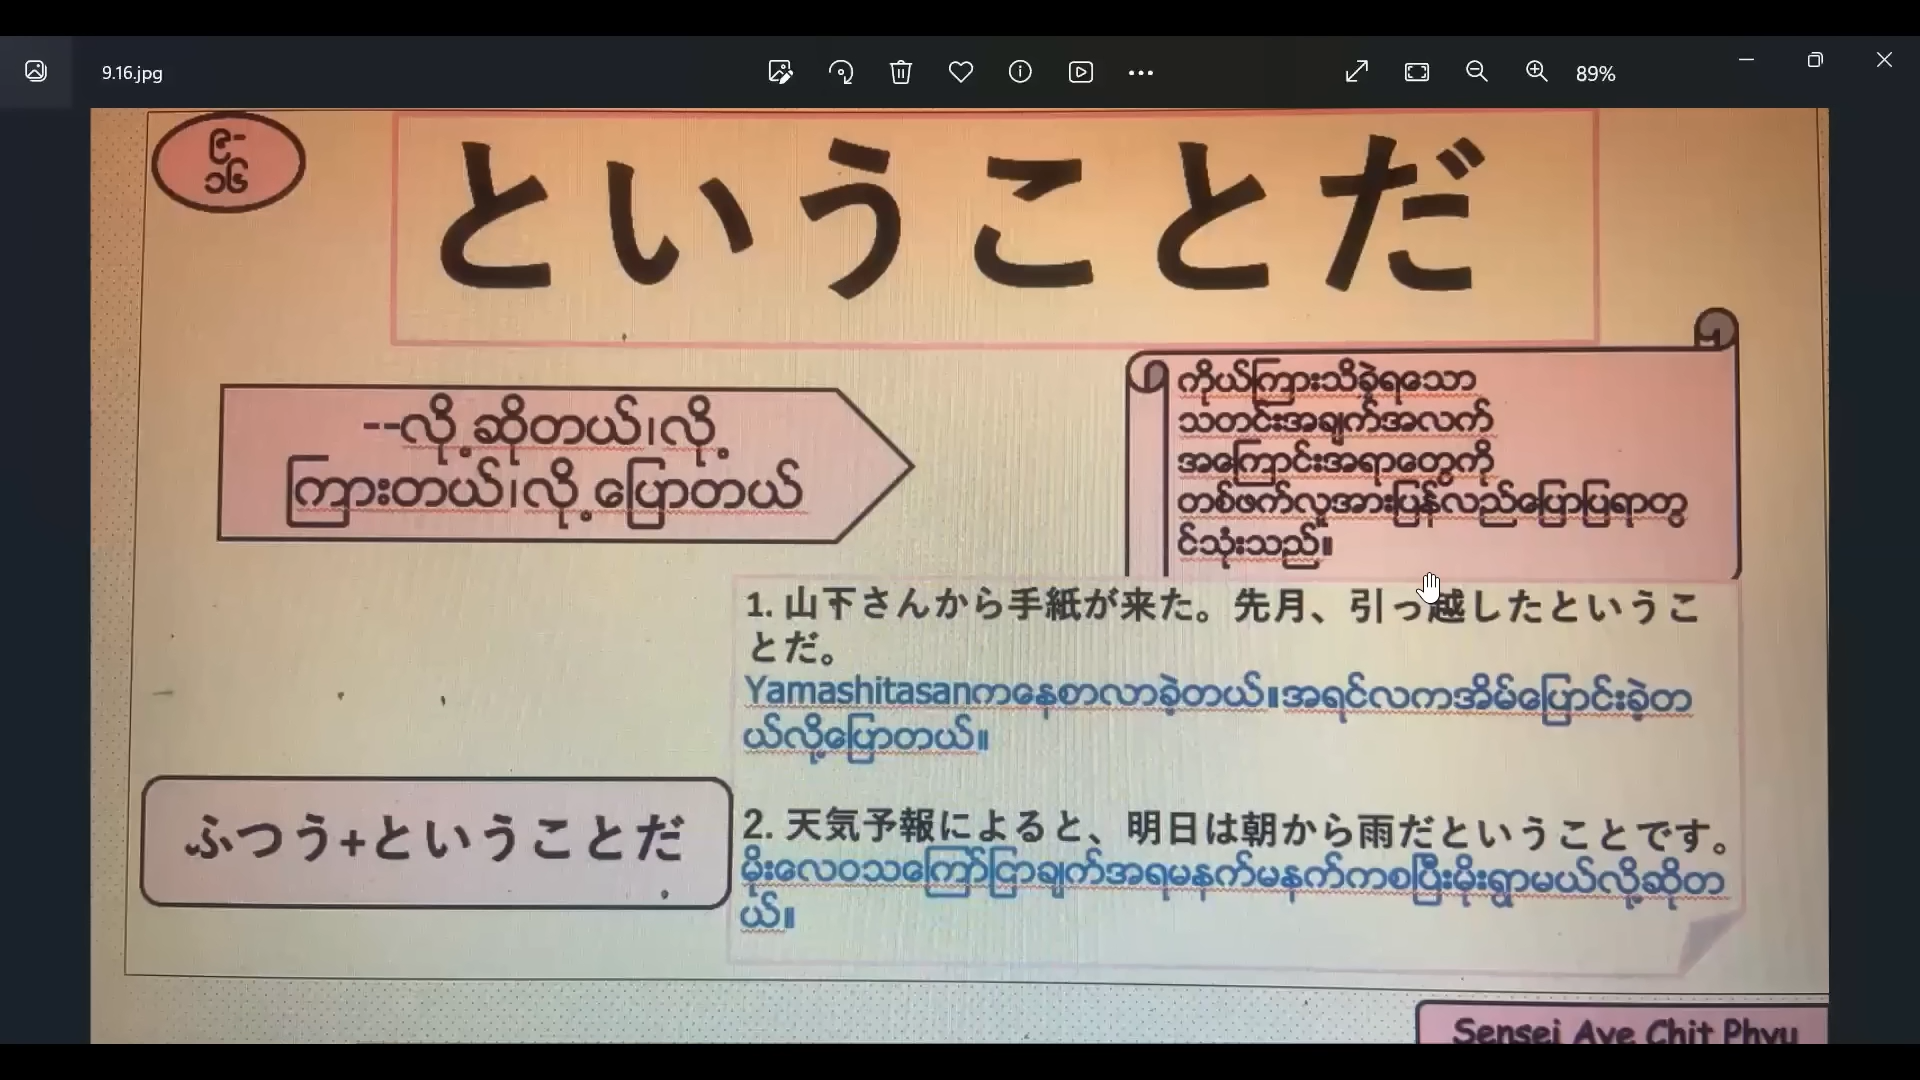 9.16.jpg
89%
၉-
၁၆
ということだ
--လို့ဆိုတယ်၊လို့
ကြားတယ်၊လို့ပြောတယ်
ကိုယ်ကြားသိခဲ့ရသော
သတင်းအချက်အလက်
အကြောင်းအရာတွေကို
တစ်ဖက်လူအားပြန်လည်ပြောပြရာတွ
င်သုံးသည်။
1. 山下さんから手紙が来た。先月、引っ越したというこ
とだ。
Yamashitasanကနေစာလာခဲ့တယ်။အရင်လကအိမ်ပြောင်းခဲ့တ
ယ်လို့ပြောတယ်။
ふつう+ということだ
2. 天気予報によると、明日は朝から雨だということです。
မိုးလေဝသကြော်ငြာချက်အရမနက်မနက်ကစပြီးမိုးရွာမယ်လို့ဆိုတ
ယ်။
Sensei Aye Chit Phyu